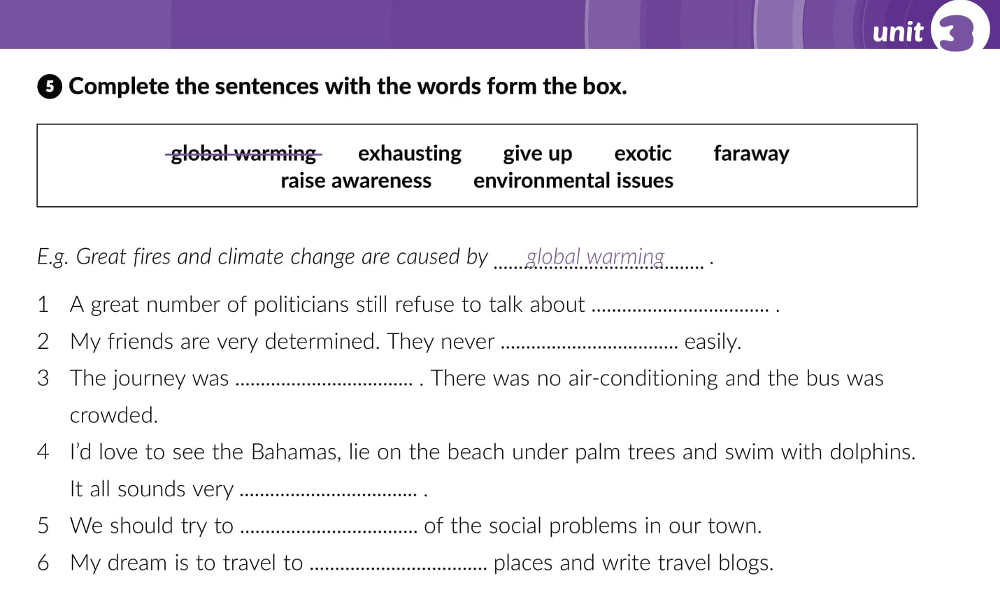 unit 3
5 Complete the sentences with the words form the box.
global warming exhausting give up exotic faraway
raise awareness environmental issues
E.g. Great fires and climate change are caused by ......global warming........ .
1 A great number of politicians still refuse to talk about ................................... .
2 My friends are very determined. They never ................................... easily.
3 The journey was ................................... . There was no air-conditioning and the bus was
crowded.
4 I’d love to see the Bahamas, lie on the beach under palm trees and swim with dolphins.
It all sounds very ................................... .
5 We should try to ................................... of the social problems in our town.
6 My dream is to travel to ................................... places and write travel blogs.